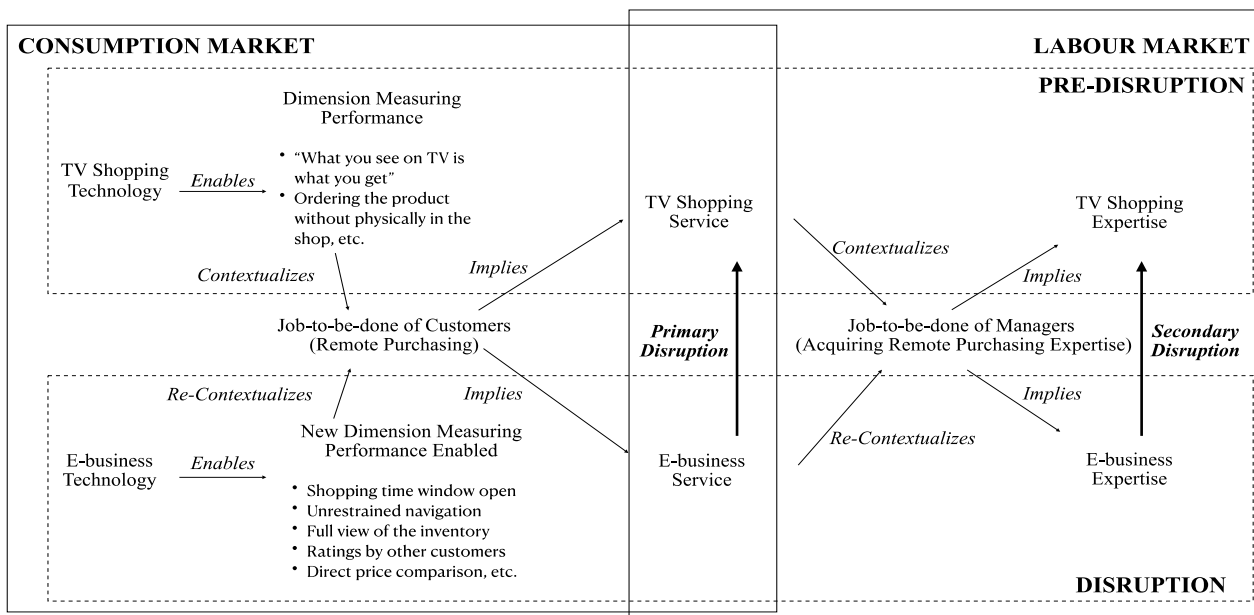 CONSUMPTION MARKET
LABOUR MARKET
PRE-DISRUPTION
Dimension Measuring
Performance
• “What you see on TV is
what you get”
• Ordering the product
without physically in the
shop, etc.
TV Shopping
Technology
Enables
TV Shopping
Service
TV Shopping
Expertise
Contextualizes
Implies
Contextualizes
Implies
Job-to-be-done of Customers
(Remote Purchasing)
Primary
Disruption
Job-to-be-done of Managers
(Acquiring Remote Purchasing Expertise)
Secondary
Disruption
Re-Contextualizes
Implies
Re-Contextualizes
Implies
New Dimension Measuring
Performance Enabled
E-business
Technology
Enables
• Shopping time window open
• Unrestrained navigation
• Full view of the inventory
• Ratings by other customers
• Direct price comparison, etc.
E-business
Service
E-business
Expertise
DISRUPTION